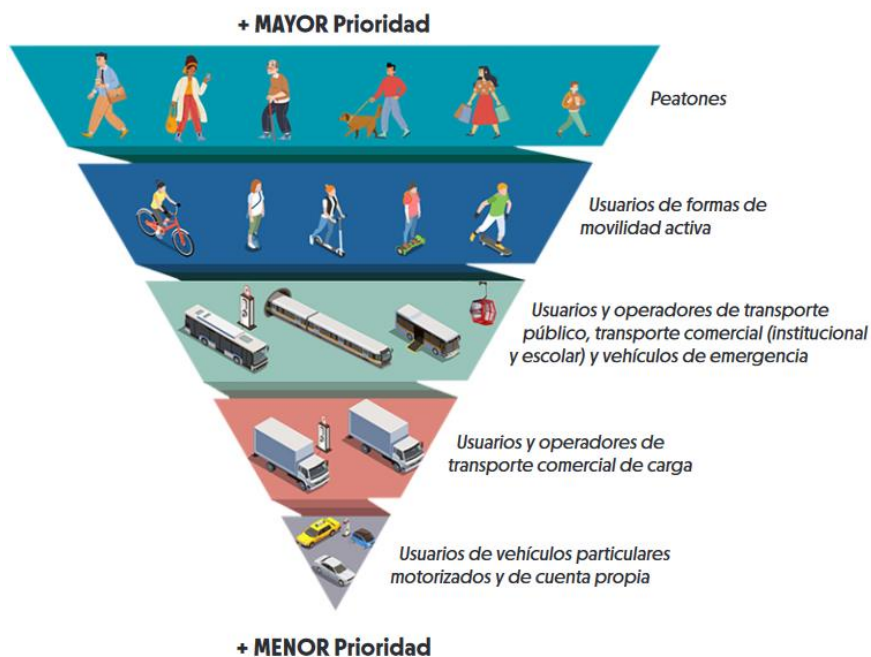 + MAYOR Prioridad
Peatones
Usuarios de formas de
movilidad activa
Usuarios y operadores de transporte
público, transporte comercial (institucional
y escolar) y vehículos de emergencia
Usuarios y operadores de
transporte comercial de carga
Usuarios de vehículos particulares
motorizados y de cuenta propia
+ MENOR Prioridad